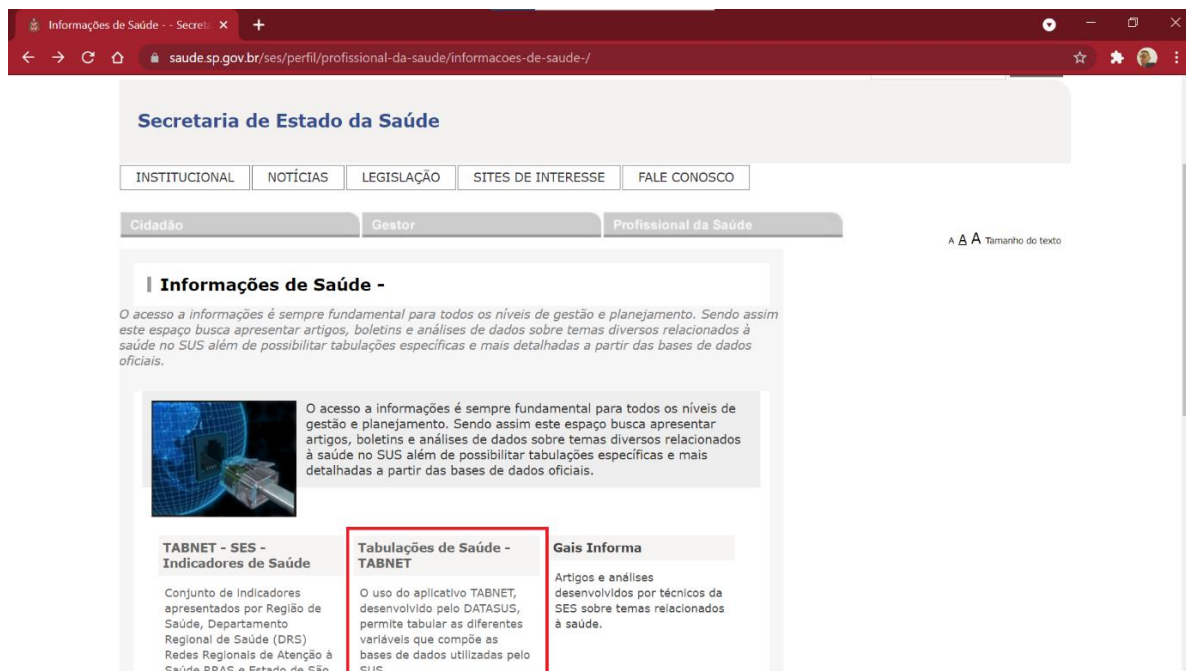 Informações de Saúde - - Secreta
saude.sp.gov.br/ses/perfil/profissional-da-saude/informacoes-de-saude-/
Secretaria de Estado da Saúde
INSTITUCIONAL NOTÍCIAS LEGISLAÇÃO SITES DE INTERESSE FALE CONOSCO
Cidadão Gestor Profissional da Saúde
A A A Tamanho do texto
Informações de Saúde -
O acesso a informações é sempre fundamental para todos os níveis de gestão e planejamento. Sendo assim
este espaço busca apresentar artigos, boletins e análises de dados sobre temas diversos relacionados à
saúde no SUS além de possibilitar tabulações específicas e mais detalhadas a partir das bases de dados
oficiais.
O acesso a informações é sempre fundamental para todos os níveis de
gestão e planejamento. Sendo assim este espaço busca apresentar
artigos, boletins e análises de dados sobre temas diversos relacionados
à saúde no SUS além de possibilitar tabulações específicas e mais
detalhadas a partir das bases de dados oficiais.
TABNET - SES -
Indicadores de Saúde
Conjunto de indicadores
apresentados por Região de
Saúde, Departamento
Regional de Saúde (DRS)
Redes Regionais de Atenção à
Saúde RRAS e Estado de São
Tabulações de Saúde -
TABNET
O uso do aplicativo TABNET,
desenvolvido pelo DATASUS,
permite tabular as diferentes
variáveis que compõe as
bases de dados utilizadas pelo
SUS
Gais Informa
Artigos e análises
desenvolvidos por técnicos da
SES sobre temas relacionados
à saúde.